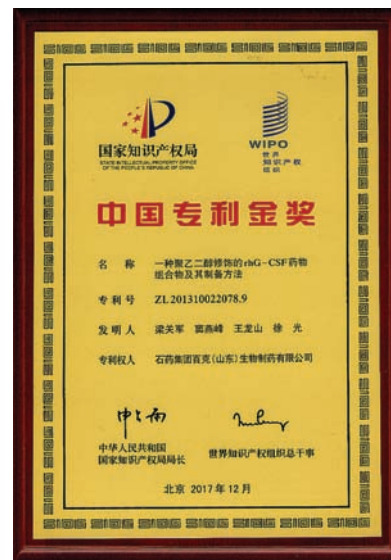 国家知识产权局
STATE INTELLECTUAL PROPERTY OFFICE
OF THE PEOPLE'S REPUBLIC OF CHINA
WIPO
世界
知识产权
组织
中国专利金奖
名称 一种聚乙二醇修饰的rhG-CSF药物
组合物及其制备方法
专利号 ZL201310022078.9
发明人 梁关军 窦燕峰 王龙山 徐光
专利权人 石药集团百克(山东)生物制药有限公司
申长雨
中华人民共和国
国家知识产权局局长
世界知识产权组织总干事
北京 2017年12月